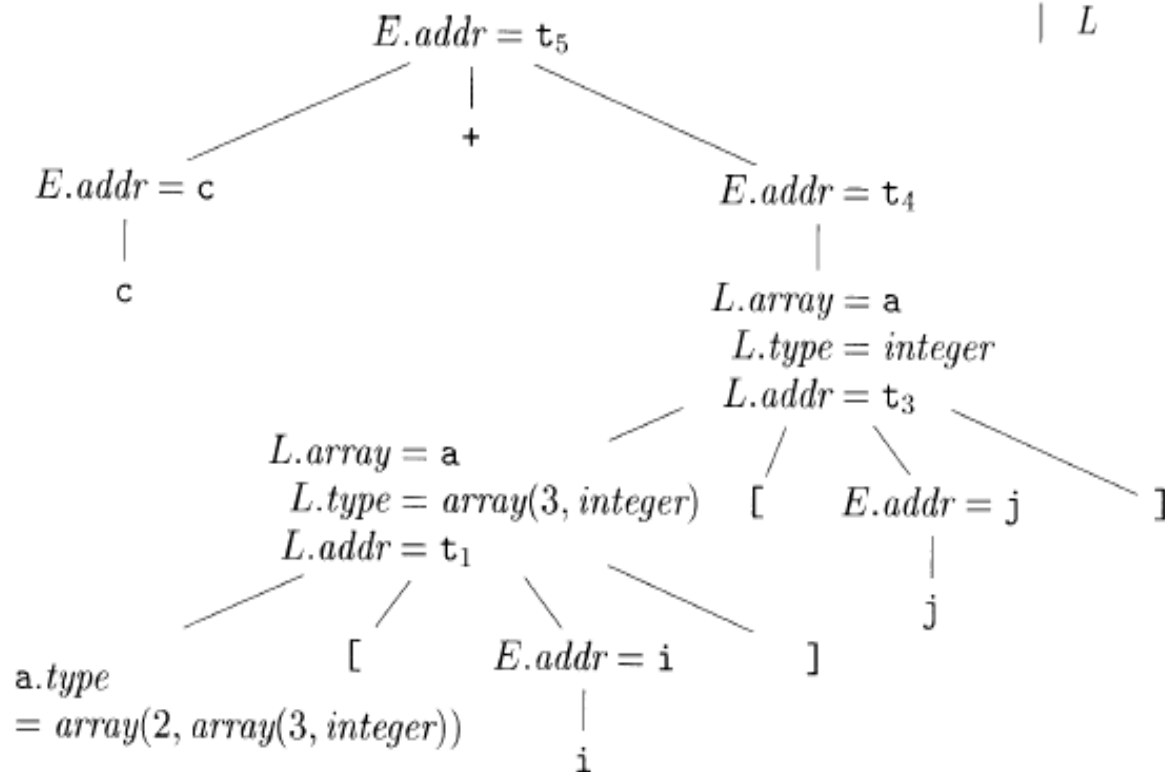 E.addr = t₅
| L
+
E.addr = c
E.addr = t₄
c
L.array = a
L.type = integer
L.addr = t₃
L.array = a
L.type = array(3, integer)
L.addr = t₁
[
E.addr = j
]
j
a.type
= array(2, array(3, integer))
[
E.addr = i
]
i